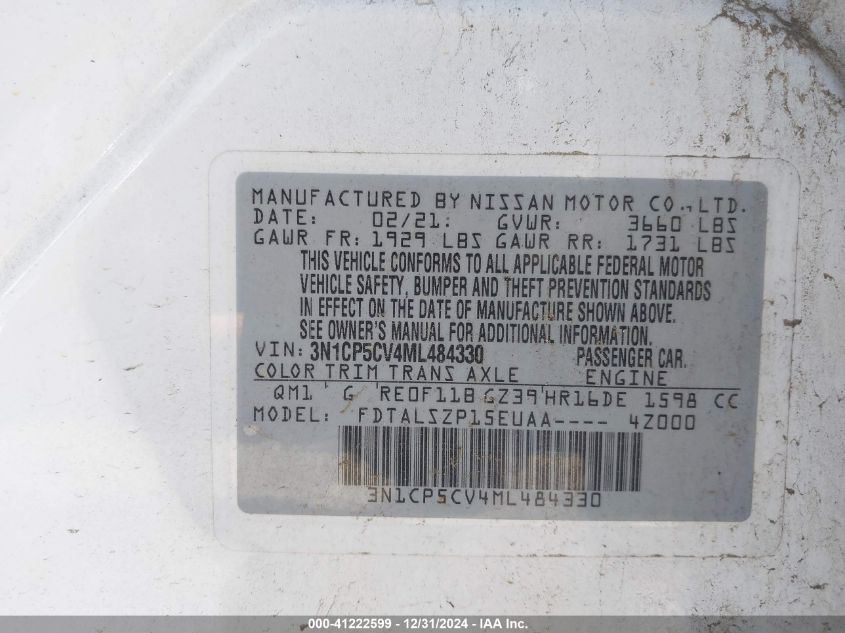 MANUFACTURED BY NISSAN MOTOR CO.,LTD.
DATE: 02/21: GVWR: 3660 LBS
GAWR FR: 1929 LBS GAWR RR: 1731 LBS
THIS VEHICLE CONFORMS TO ALL APPLICABLE FEDERAL MOTOR
VEHICLE SAFETY, BUMPER AND THEFT PREVENTION STANDARDS
IN EFFECT ON THE DATE OF MANUFACTURE SHOWN ABOVE.
SEE OWNER'S MANUAL FOR ADDITIONAL INFORMATION.
VIN: 3N1CP5CV4ML484330 PASSENGER CAR.
COLOR TRIM TRANS AXLE ENGINE
QM1 ' G ' RE0F11B GZ39'HR16DE 1598 CC
MODEL: FDTALSZP15EUAA---- 4Z000
3N1CP5CV4ML484330
000-41222599 - 12/31/2024 - IAA Inc.